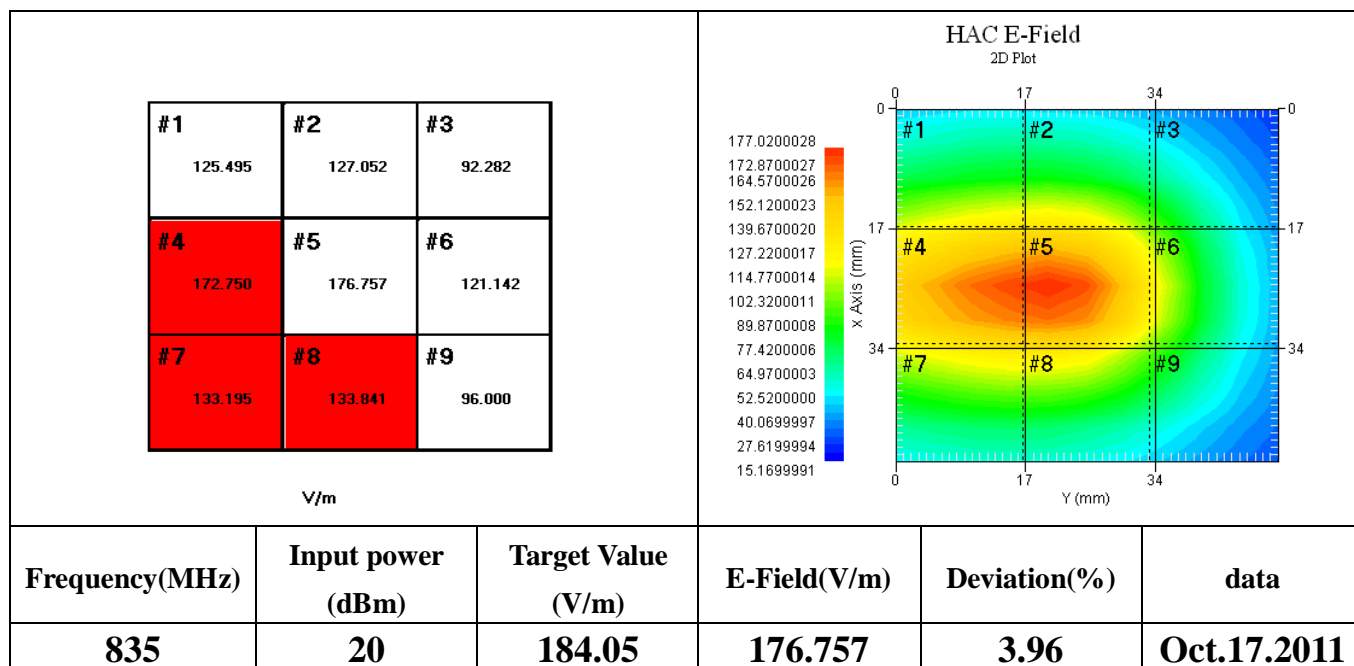 #1 #2 #3
125.495 127.052 92.282
#4 #5 #6
172.750 176.757 121.142
#7 #8 #9
133.195 133.841 96.000
V/m
HAC E-Field
2D Plot
0 17 34
0 0
177.0200028
172.8700027
164.5700026
152.1200023
139.6700020
127.2200017
114.7700014
102.3200011
89.8700008
77.4200006
64.9700003
52.5200000
40.0699997
27.6199994
15.1699991
x Axis (mm)
#1 #2 #3
17 17
#4 #5 #6
34 34
#7 #8 #9
0 17 34
Y (mm)
Frequency(MHz) Input power (dBm) Target Value (V/m) E-Field(V/m) Deviation(%) data
835 20 184.05 176.757 3.96 Oct.17.2011